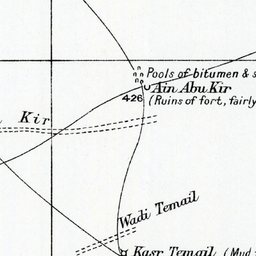 Pools of bitumen & s
Ain Abu Kir
426
(Ruins of fort, fairly
Kir
Wadi Temail
Kasr Temail (Mud